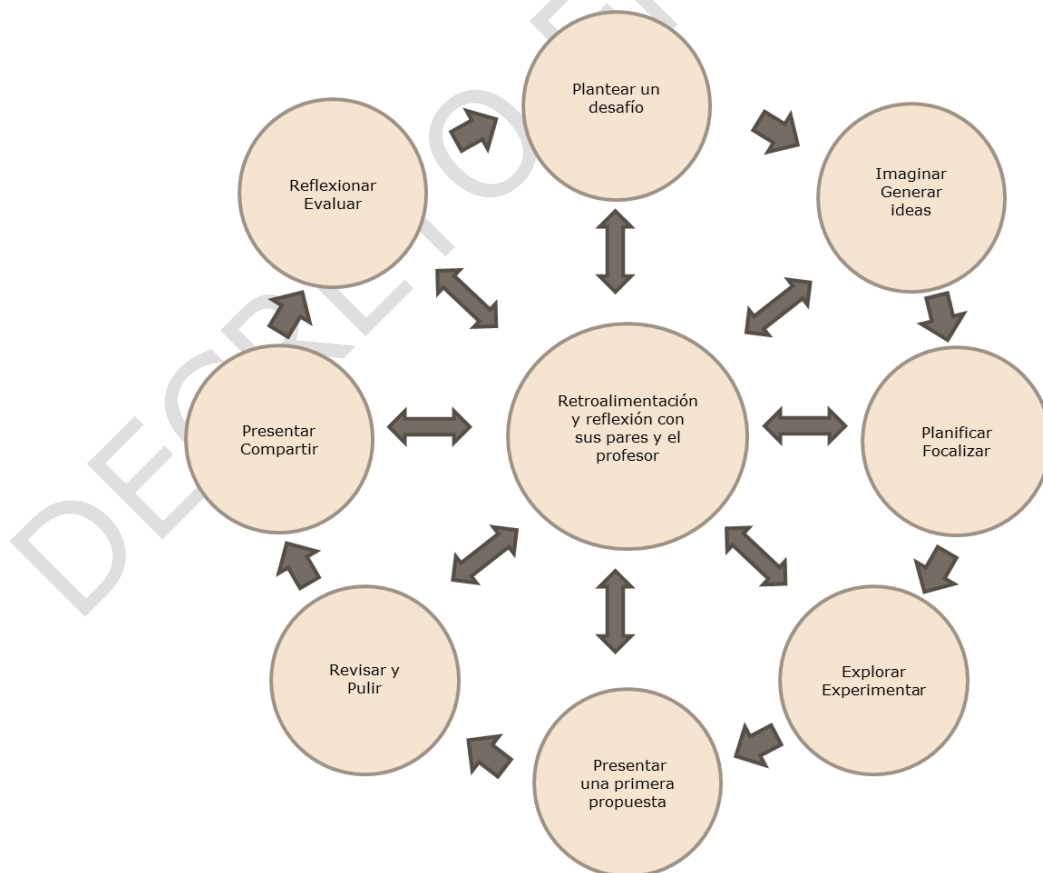 Plantear un
desafío
Imaginar
Generar
ideas
Planificar
Focalizar
Explorar
Experimentar
Presentar
una primera
propuesta
Revisar y
Pulir
Presentar
Compartir
Reflexionar
Evaluar
Retroalimentación
y reflexión con
sus pares y el
profesor
DECRETO